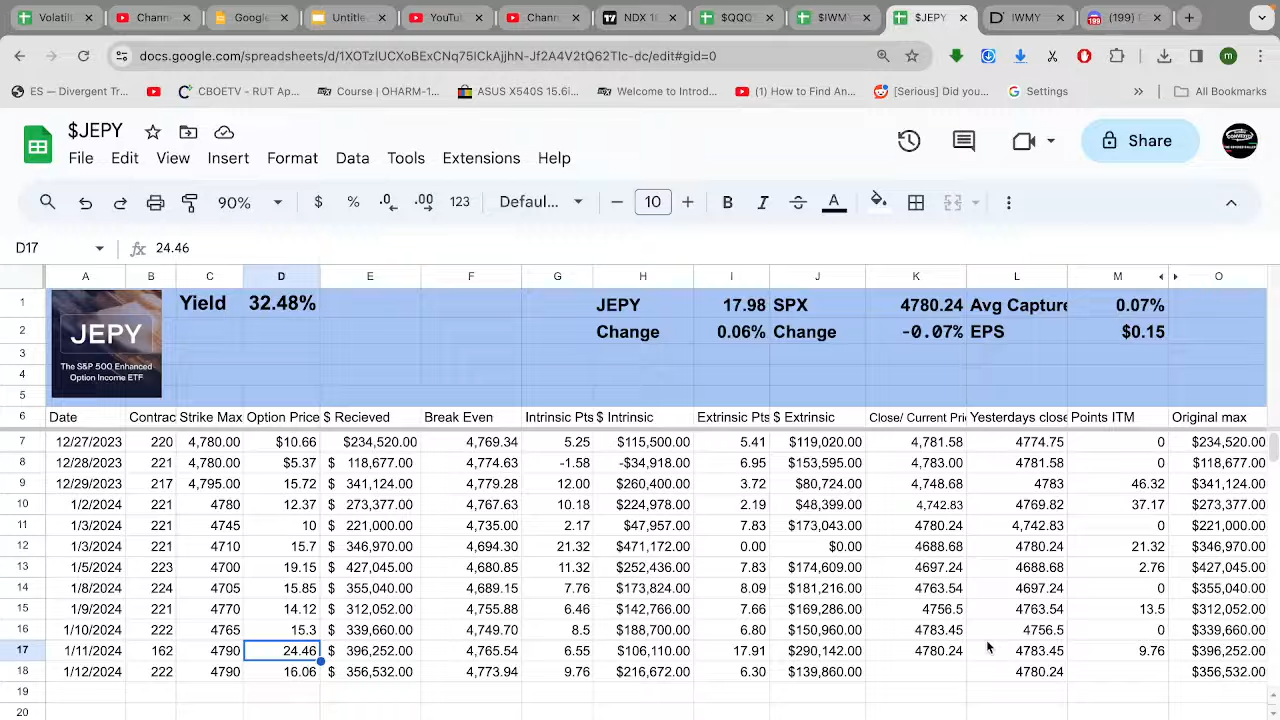 Volatili
Chann
Google
Untitle
YouTu
Chann
NDX 1
$QQQ
$IWM
$JEPY
IWMY
(199)
docs.google.com/spreadsheets/d/1XOTzIUCXoBExCNq75ICkAjjhN-Jf2A4V2tQ62TIc-dc/edit#gid=0
m
ES — Divergent Tr...
CBOETV – RUT Ap...
Course | OHARM-1...
ASUS X540S 15.6i...
Welcome to Introd...
(1) How To Find An...
[Serious] Did you...
Settings
»
All Bookmarks
$JEPY
File Edit View Insert Format Data Tools Extensions Help
Share
90% $ % .0 .00 123 Defaul... − 10 + B I A
D17 fx 24.46
A B C D E F G H I J K L M O
1 Yield 32.48% JEPY 17.98 SPX 4780.24 Avg Capture 0.07%
2 Change 0.06% Change -0.07% EPS $0.15
JEPY
The S&P 500 Enhanced
Option Income ETF
3
4
5
6 Date Contrac Strike Max Option Price $ Recieved Break Even Intrinsic Pts $ Intrinsic Extrinsic Pts $ Extrinsic Close/ Current Pri Yesterdays close Points ITM Original max
7 12/27/2023 220 4,780.00 $10.66 $234,520.00 4,769.34 5.25 $115,500.00 5.41 $119,020.00 4,781.58 4774.75 0 $234,520.00
8 12/28/2023 221 4,780.00 $5.37 $ 118,677.00 4,774.63 -1.58 -$34,918.00 6.95 $153,595.00 4,783.00 4781.58 0 $118,677.00
9 12/29/2023 217 4,795.00 15.72 $ 341,124.00 4,779.28 12.00 $260,400.00 3.72 $80,724.00 4,748.68 4783 46.32 $341,124.00
10 1/2/2024 221 4780 12.37 $ 273,377.00 4,767.63 10.18 $224,978.00 2.19 $48,399.00 4,742.83 4769.82 37.17 $273,377.00
11 1/3/2024 221 4745 10 $ 221,000.00 4,735.00 2.17 $47,957.00 7.83 $173,043.00 4780.24 4,742.83 0 $221,000.00
12 1/3/2024 221 4710 15.7 $ 346,970.00 4,694.30 21.32 $471,172.00 0.00 $0.00 4688.68 4780.24 21.32 $346,970.00
13 1/5/2024 223 4700 19.15 $ 427,045.00 4,680.85 11.32 $252,436.00 7.83 $174,609.00 4697.24 4688.68 2.76 $427,045.00
14 1/8/2024 224 4705 15.85 $ 355,040.00 4,689.15 7.76 $173,824.00 8.09 $181,216.00 4763.54 4697.24 0 $355,040.00
15 1/9/2024 221 4770 14.12 $ 312,052.00 4,755.88 6.46 $142,766.00 7.66 $169,286.00 4756.5 4763.54 13.5 $312,052.00
16 1/10/2024 222 4765 15.3 $ 339,660.00 4,749.70 8.5 $188,700.00 6.80 $150,960.00 4783.45 4756.5 0 $339,660.00
17 1/11/2024 162 4790 24.46 $ 396,252.00 4,765.54 6.55 $106,110.00 17.91 $290,142.00 4780.24 4783.45 9.76 $396,252.00
18 1/12/2024 222 4790 16.06 $ 356,532.00 4,773.94 9.76 $216,672.00 6.30 $139,860.00 4780.24 $356,532.00
19
20